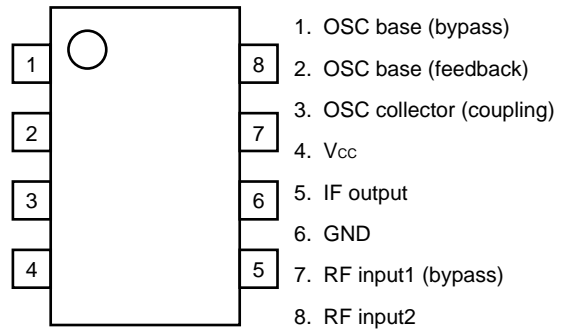 1. OSC base (bypass)
1 8 2. OSC base (feedback)
3. OSC collector (coupling)
2 7 4. Vcc
3 6 5. IF output
6. GND
4 5 7. RF input1 (bypass)
8. RF input2